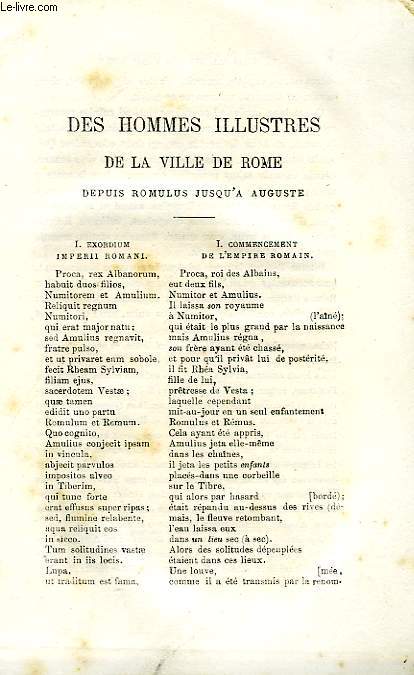 Le-livre.com
DES HOMMES ILLUSTRES
DE LA VILLE DE ROME
DEPUIS ROMULUS JUSQU'A AUGUSTE
I. EXORDIUM
IMPERII ROMANI.
Proca, rex Albanorum,
habuit duos filios,
Numitorem et Amulium.
Reliquit regnum
Numitori,
qui erat major natu:
sed Amulius regnavit,
fratre pulso,
et ut privaret eum sobole,
fecit Rheam Sylviam,
filiam ejus,
sacerdotem Vestæ;
quæ tamen
edidit uno partu
Romulum et Remum.
Quo cognito,
Amulius conjecit ipsam
in vincula,
abjecit parvulos
impositos alveo
in Tiberim,
qui tunc forte
erat effusus super ripas;
sed, flumine relabente,
aqua reliquit eos
in sicco.
Tum solitudines vastæ
erant in iis locis.
Lupa,
ut traditum est fama,
I. COMMENCEMENT
DE L'EMPIRE ROMAIN.
Proca, roi des Albains,
eut deux fils,
Numitor et Amulius.
Il laissa son royaume
à Numitor, (l'aîné);
qui était le plus grand par la naissance
mais Amulius régna,
son frère ayant été chassé,
et pour qu'il privât lui de postérité,
il fit Rhéa Sylvia,
fille de lui,
prêtresse de Vesta;
laquelle cependant
mit-au-jour en un seul enfantement
Romulus et Rémus.
Cela ayant été appris,
Amulius jeta elle-même
dans les chaînes,
il jeta les petits enfants
placés-dans une corbeille
sur le Tibre,
qui alors par hasard [bordé);
était répandu au-dessus des rives (dé-
mais, le fleuve retombant,
l'eau laissa eux
dans un lieu sec (à sec).
Alors des solitudes dépeuplées
étaient dans ces lieux.
Une louve, [mée,
comme il a été transmis par la renom-